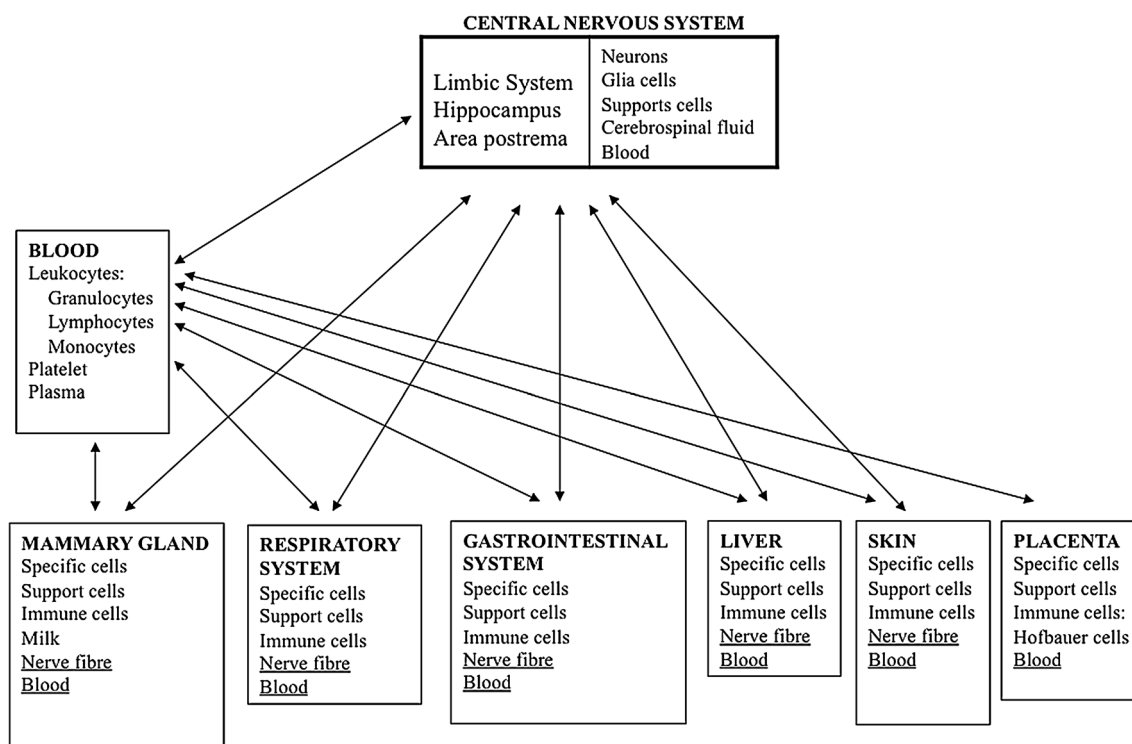 CENTRAL NERVOUS SYSTEM
Limbic System
Hippocampus
Area postrema
Neurons
Glia cells
Supports cells
Cerebrospinal fluid
Blood
BLOOD
Leukocytes:
Granulocytes
Lymphocytes
Monocytes
Platelet
Plasma
MAMMARY GLAND
Specific cells
Support cells
Immune cells
Milk
Nerve fibre
Blood
RESPIRATORY
SYSTEM
Specific cells
Support cells
Immune cells
Nerve fibre
Blood
GASTROINTESTINAL
SYSTEM
Specific cells
Support cells
Immune cells
Nerve fibre
Blood
LIVER
Specific cells
Support cells
Immune cells
Nerve fibre
Blood
SKIN
Specific cells
Support cells
Immune cells
Nerve fibre
Blood
PLACENTA
Specific cells
Support cells
Immune cells:
Hofbauer cells
Blood